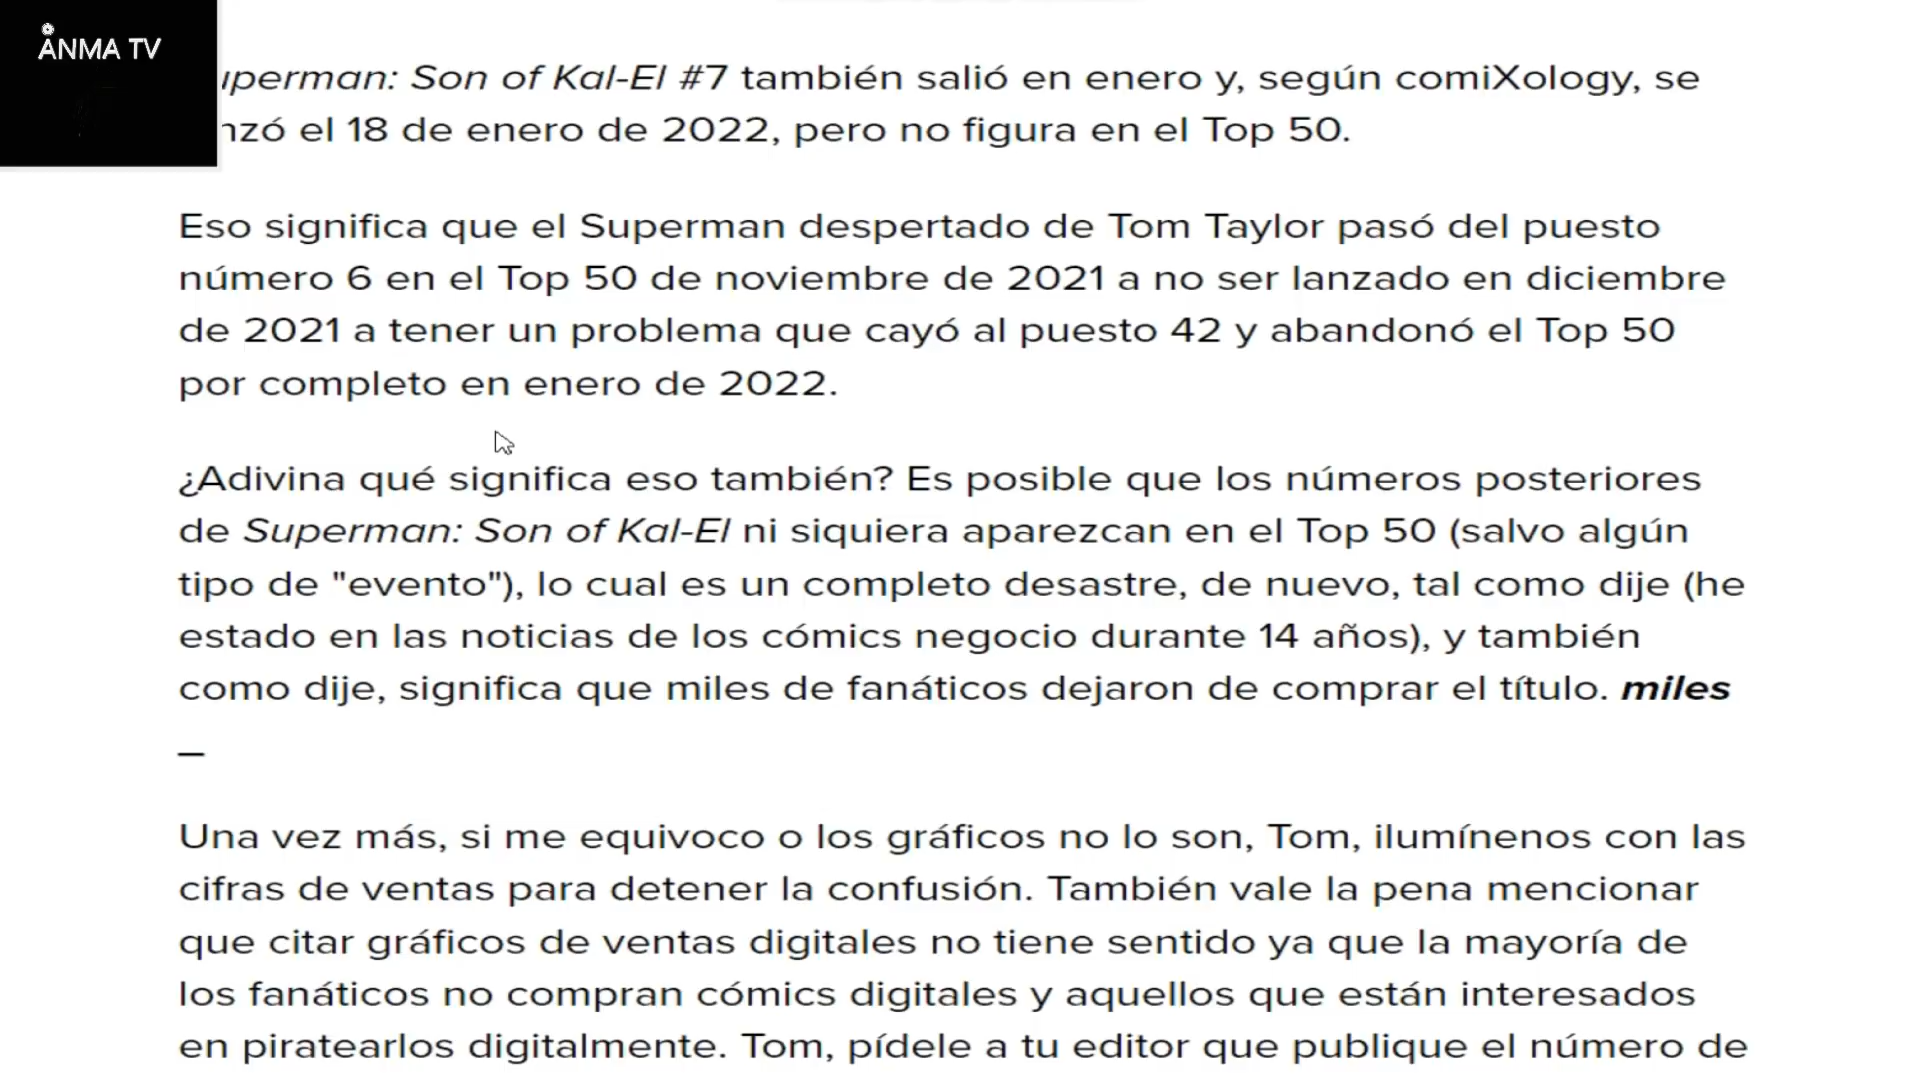 ANMA TV
uperman: Son of Kal-El #7 también salió en enero y, según comiXology, se
nzó el 18 de enero de 2022, pero no figura en el Top 50.
Eso significa que el Superman despertado de Tom Taylor pasó del puesto
número 6 en el Top 50 de noviembre de 2021 a no ser lanzado en diciembre
de 2021 a tener un problema que cayó al puesto 42 y abandonó el Top 50
por completo en enero de 2022.
¿Adivina qué significa eso también? Es posible que los números posteriores
de Superman: Son of Kal-El ni siquiera aparezcan en el Top 50 (salvo algún
tipo de "evento"), lo cual es un completo desastre, de nuevo, tal como dije (he
estado en las noticias de los cómics negocio durante 14 años), y también
como dije, significa que miles de fanáticos dejaron de comprar el título. miles
_
Una vez más, si me equivoco o los gráficos no lo son, Tom, ilumínenos con las
cifras de ventas para detener la confusión. También vale la pena mencionar
que citar gráficos de ventas digitales no tiene sentido ya que la mayoría de
los fanáticos no compran cómics digitales y aquellos que están interesados
en piratearlos digitalmente. Tom, pídele a tu editor que publique el número de